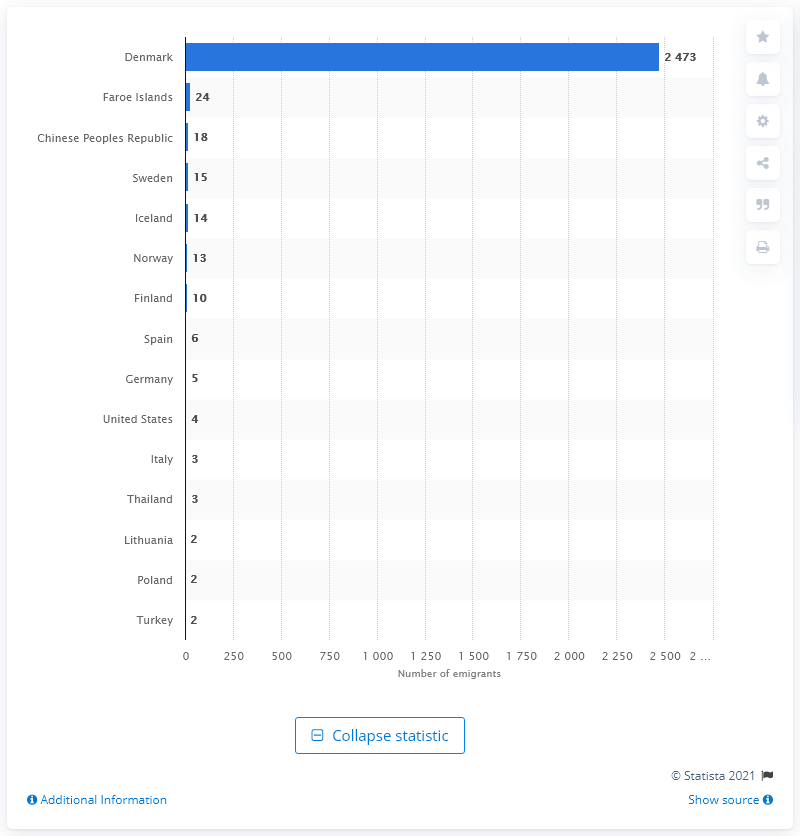 Denmark 2 473
Faroe Islands 24
Chinese Peoples Republic 18
Sweden 15
Iceland 14
Norway 13
Finland 10
Spain 6
Germany 5
United States 4
Italy 3
Thailand 3
Lithuania 2
Poland 2
Turkey 2
0 250 500 750 1 000 1 250 1 500 1 750 2 000 2 250 2 500 2 ...
Number of emigrants
Collapse statistic
© Statista 2021
Additional Information Show source